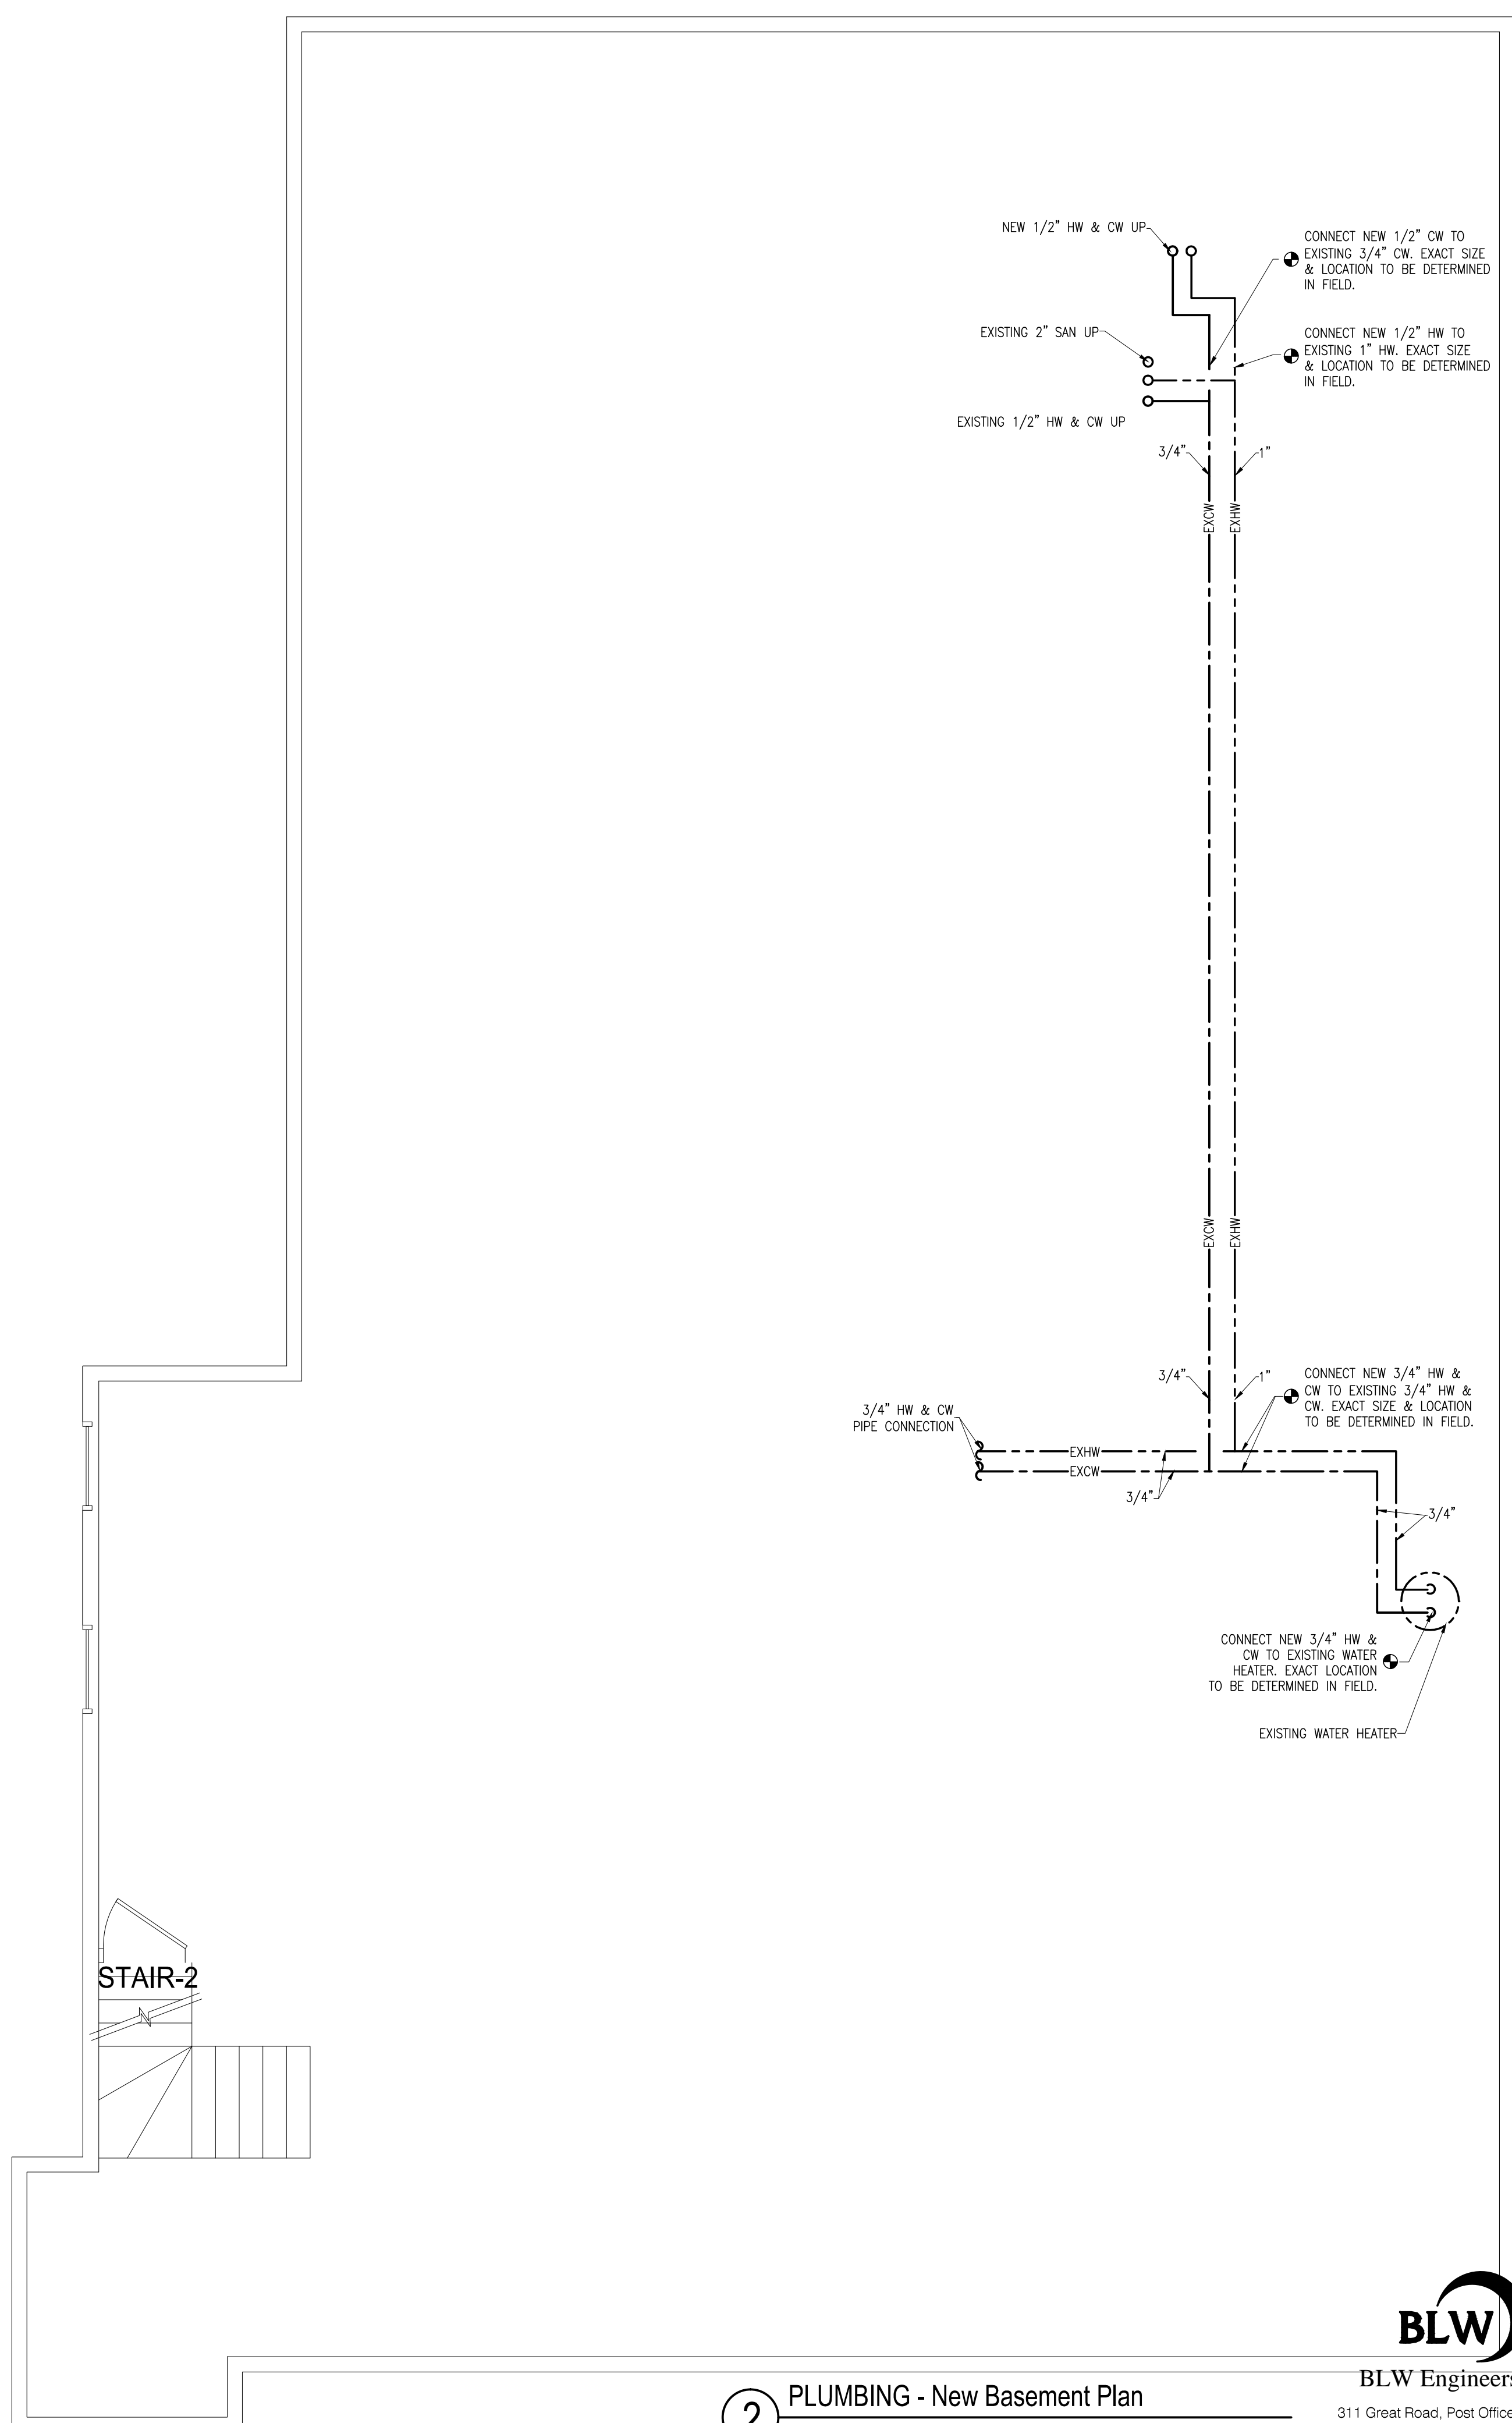 NEW 1/2” HW & CW UP
CONNECT NEW 1/2” CW TO
EXISTING 3/4” CW. EXACT SIZE
& LOCATION TO BE DETERMINED
IN FIELD.
EXISTING 2” SAN UP
CONNECT NEW 1/2” HW TO
EXISTING 1” HW. EXACT SIZE
& LOCATION TO BE DETERMINED
IN FIELD.
EXISTING 1/2” HW & CW UP
3/4”
1”
EXCW
EXHW
EXCW
EXHW
3/4”
1”
CONNECT NEW 3/4” HW &
CW TO EXISTING 3/4” HW &
CW. EXACT SIZE & LOCATION
TO BE DETERMINED IN FIELD.
3/4” HW & CW
PIPE CONNECTION
EXHW
EXCW
3/4”
3/4”
CONNECT NEW 3/4” HW &
CW TO EXISTING WATER
HEATER. EXACT LOCATION
TO BE DETERMINED IN FIELD.
EXISTING WATER HEATER
STAIR-2
BLW
BLW Engineers
2
PLUMBING - New Basement Plan
311 Great Road, Post Office